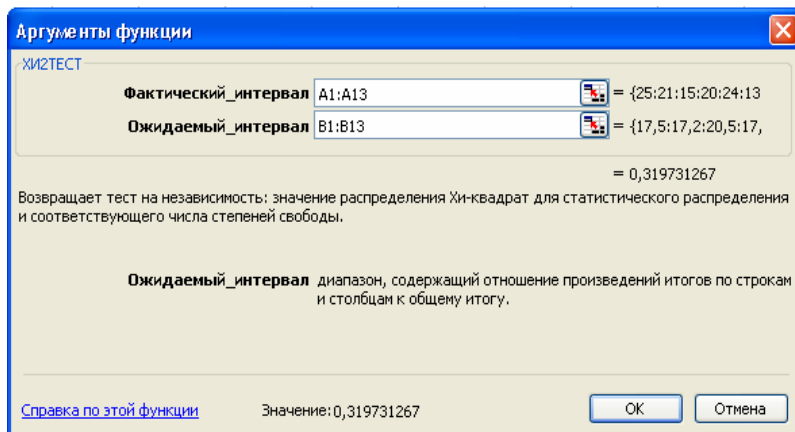 Аргументы функции
ХИ2ТЕСТ
Фактический_интервал A1:A13 = {25:21:15:20:24:13
Ожидаемый_интервал B1:B13 = {17,5:17,2:20,5:17,
= 0,319731267
Возвращает тест на независимость: значение распределения Хи-квадрат для статистического распределения
и соответствующего числа степеней свободы.
Ожидаемый_интервал диапазон, содержащий отношение произведений итогов по строкам
и столбцам к общему итогу.
Справка по этой функции Значение:0,319731267 ОК Отмена